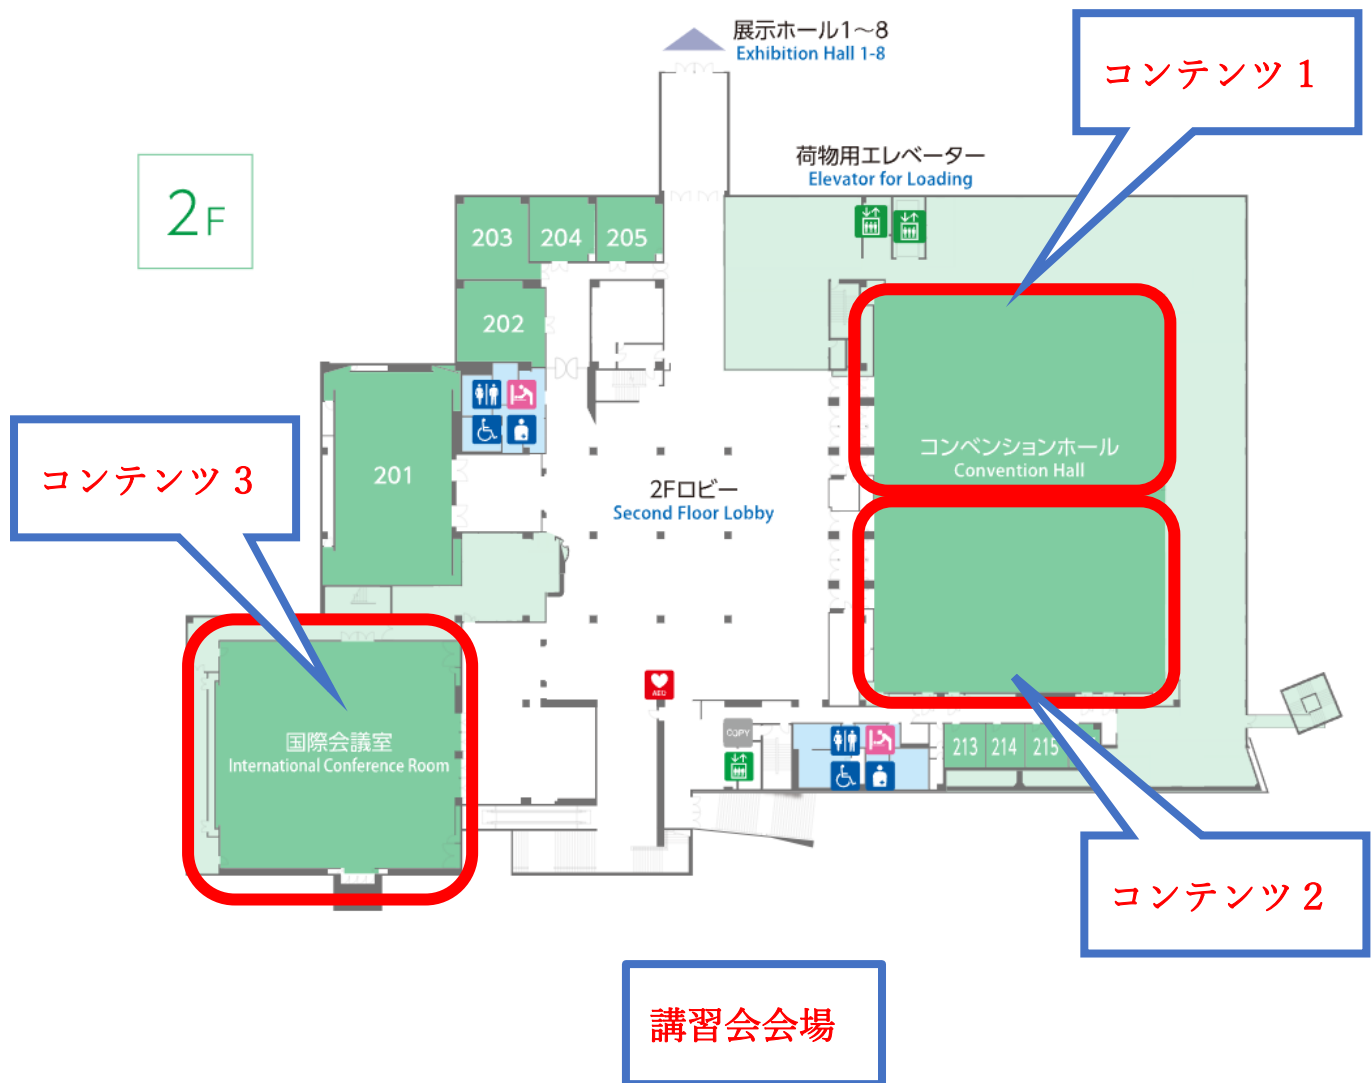 展示ホール1～8
Exhibition Hall 1-8
コンテンツ 1
荷物用エレベーター
Elevator for Loading
2F
203
204
205
202
201
コンテンツ 3
2Fロビー
Second Floor Lobby
コンベンションホール
Convention Hall
AED
COPY
国際会議室
International Conference Room
213
214
215
コンテンツ 2
講習会会場